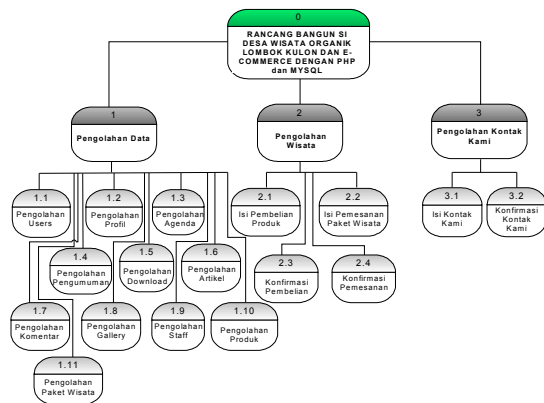 0
RANCANG BANGUN SI
DESA WISATA ORGANIK
LOMBOK KULON DAN E-
COMMERCE DENGAN PHP
dan MYSQL
1
Pengolahan Data
2
Pengolahan
Wisata
3
Pengolahan Kontak
Kami
1.1
Pengolahan
Users
1.2
Pengolahan
Profil
1.3
Pengolahan
Agenda
2.1
Isi Pembelian
Produk
2.2
Isi Pemesanan
Paket Wisata
3.1
Isi Kontak
Kami
3.2
Konfirmasi
Kontak
Kami
1.4
Pengolahan
Pengumuman
1.5
Pengolahan
Download
1.6
Pengolahan
Artikel
2.3
Konfirmasi
Pembelian
2.4
Konfirmasi
Pemesanan
1.7
Pengolahan
Komentar
1.8
Pengolahan
Gallery
1.9
Pengolahan
Staff
1.10
Pengolahan
Produk
1.11
Pengolahan
Paket Wisata